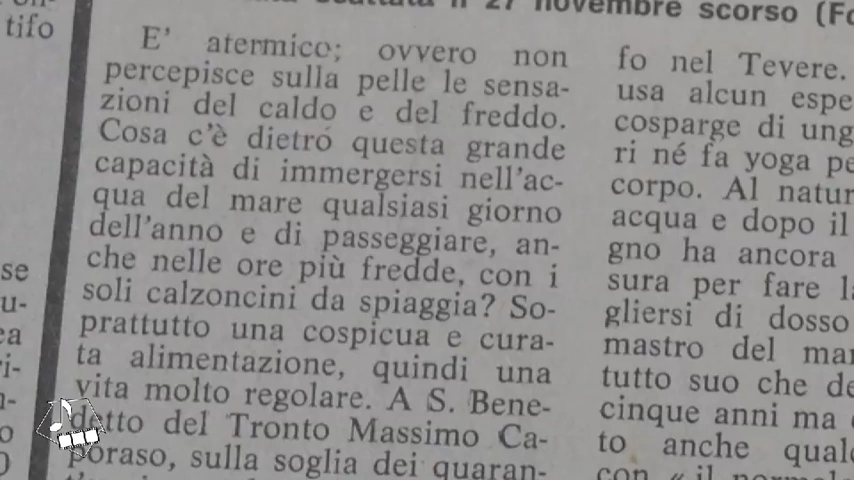 tifo
27 novembre scorso
E' atermico; ovvero non
percepisce sulla pelle le sensa-
zioni del caldo e del freddo.
Cosa c'è dietro questa grande
capacità di immergersi nell'ac-
qua del mare qualsiasi giorno
dell'anno e di passeggiare, an-
che nelle ore più fredde, con i
soli calzoncini da spiaggia? So-
prattutto una cospicua e cura-
ta alimentazione, quindi una
vita molto regolare. A S. Bene-
detto del Tronto Massimo Ca-
poraso, sulla soglia dei quaran-
fo nel Tevere.
usa alcun espe
cosparge di ung
ri né fa yoga pe
corpo. Al natur
acqua e dopo il
gno ha ancora
sura per fare la
gliersi di dosso
mastro del mar
tutto suo che de
cinque anni ma
to anche qualc
con « il